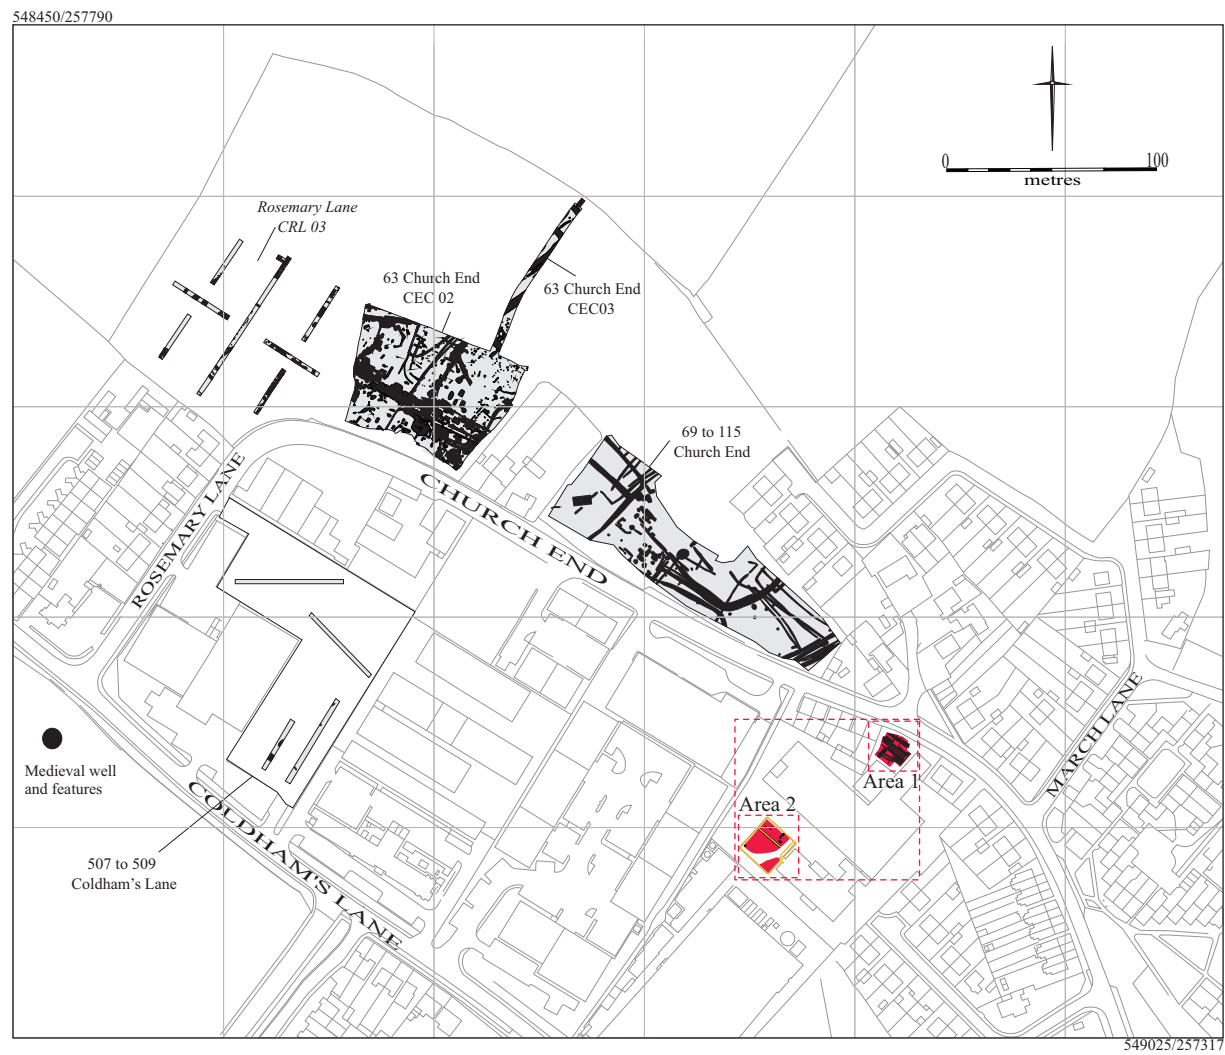 548450/257790
0 100
metres
Rosemary Lane
CRL 03
63 Church End
CEC 02
63 Church End
CEC03
69 to 115
Church End
ROSEMARY LANE
CHURCH END
MARCH LANE
Area 1
Medieval well
and features
Area 2
COLDHAM'S LANE
507 to 509
Coldham's Lane
549025/257317